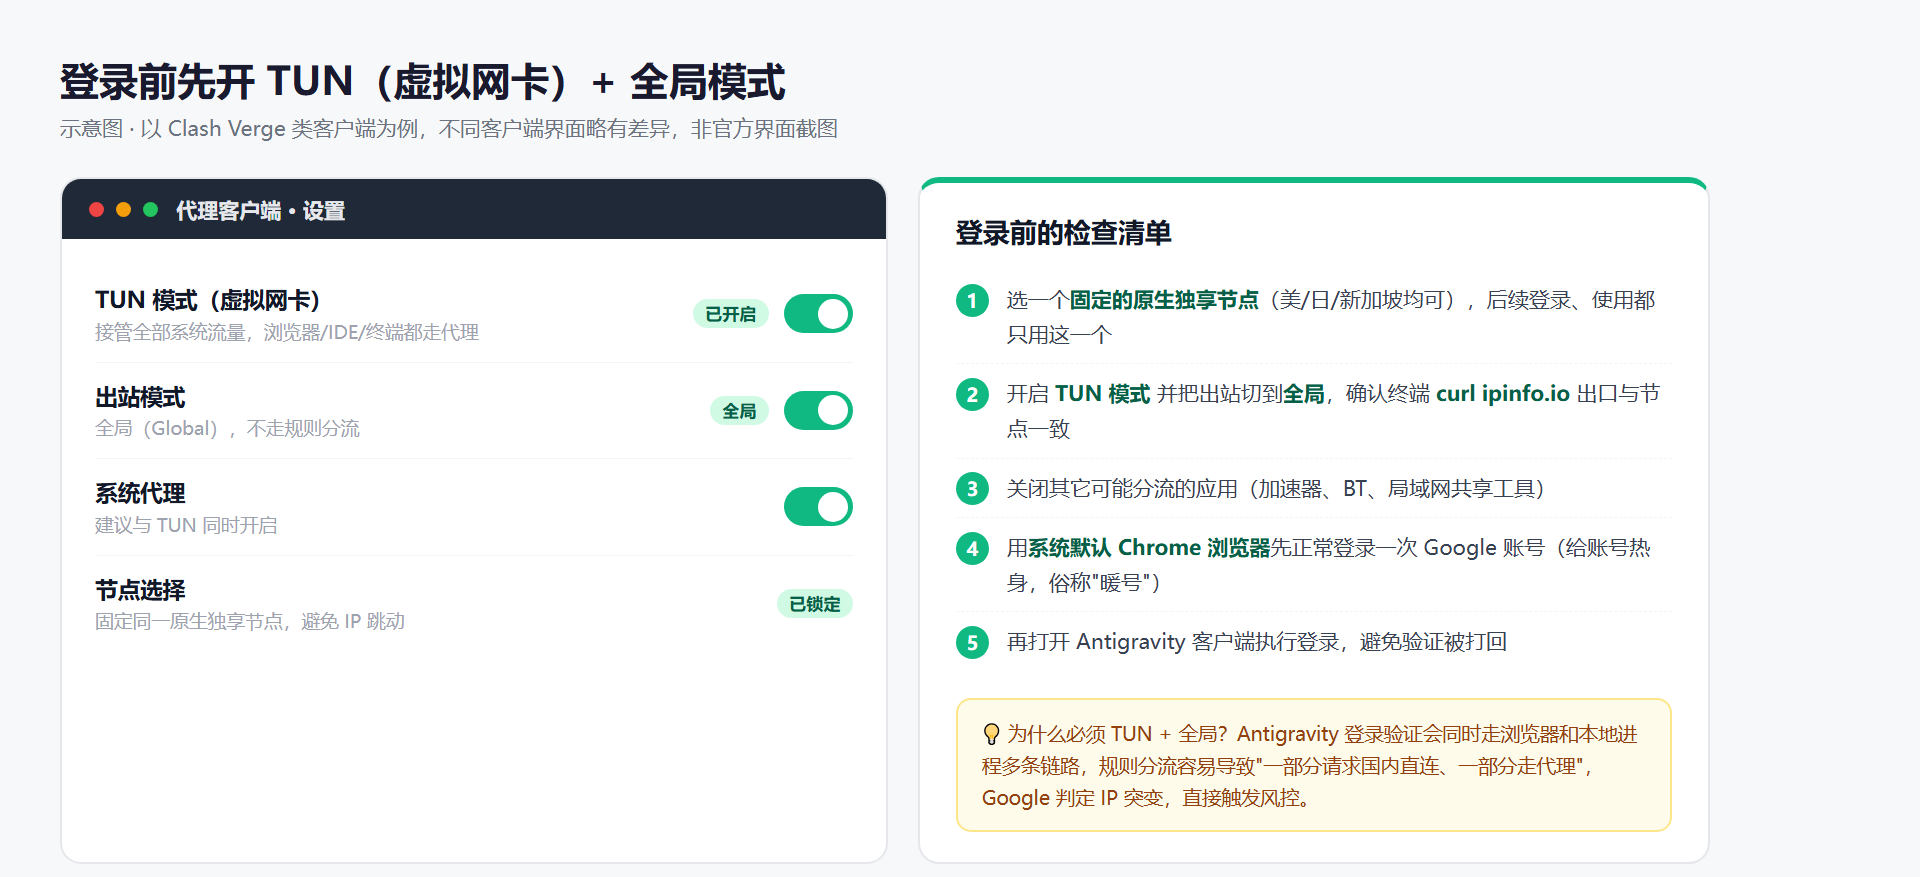 登录前先开 TUN（虚拟网卡）+ 全局模式
示意图 · 以 Clash Verge 类客户端为例，不同客户端界面略有差异，非官方界面截图
代理客户端 • 设置
TUN 模式（虚拟网卡）
接管全部系统流量，浏览器/IDE/终端都走代理
已开启
出站模式
全局（Global），不走规则分流
全局
系统代理
建议与 TUN 同时开启
节点选择
固定同一原生独享节点，避免 IP 跳动
已锁定
登录前的检查清单
1 选一个固定的原生独享节点（美/日/新加坡均可），后续登录、使用都
只用这一个
2 开启 TUN 模式 并把出站切到全局，确认终端 curl ipinfo.io 出口与节
点一致
3 关闭其它可能分流的应用（加速器、BT、局域网共享工具）
4 用系统默认 Chrome 浏览器先正常登录一次 Google 账号（给账号热
身，俗称"暖号"）
5 再打开 Antigravity 客户端执行登录，避免验证被打回
为什么必须 TUN + 全局？Antigravity 登录验证会同时走浏览器和本地进
程多条链路，规则分流容易导致"一部分请求国内直连、一部分走代理"，
Google 判定 IP 突变，直接触发风控。